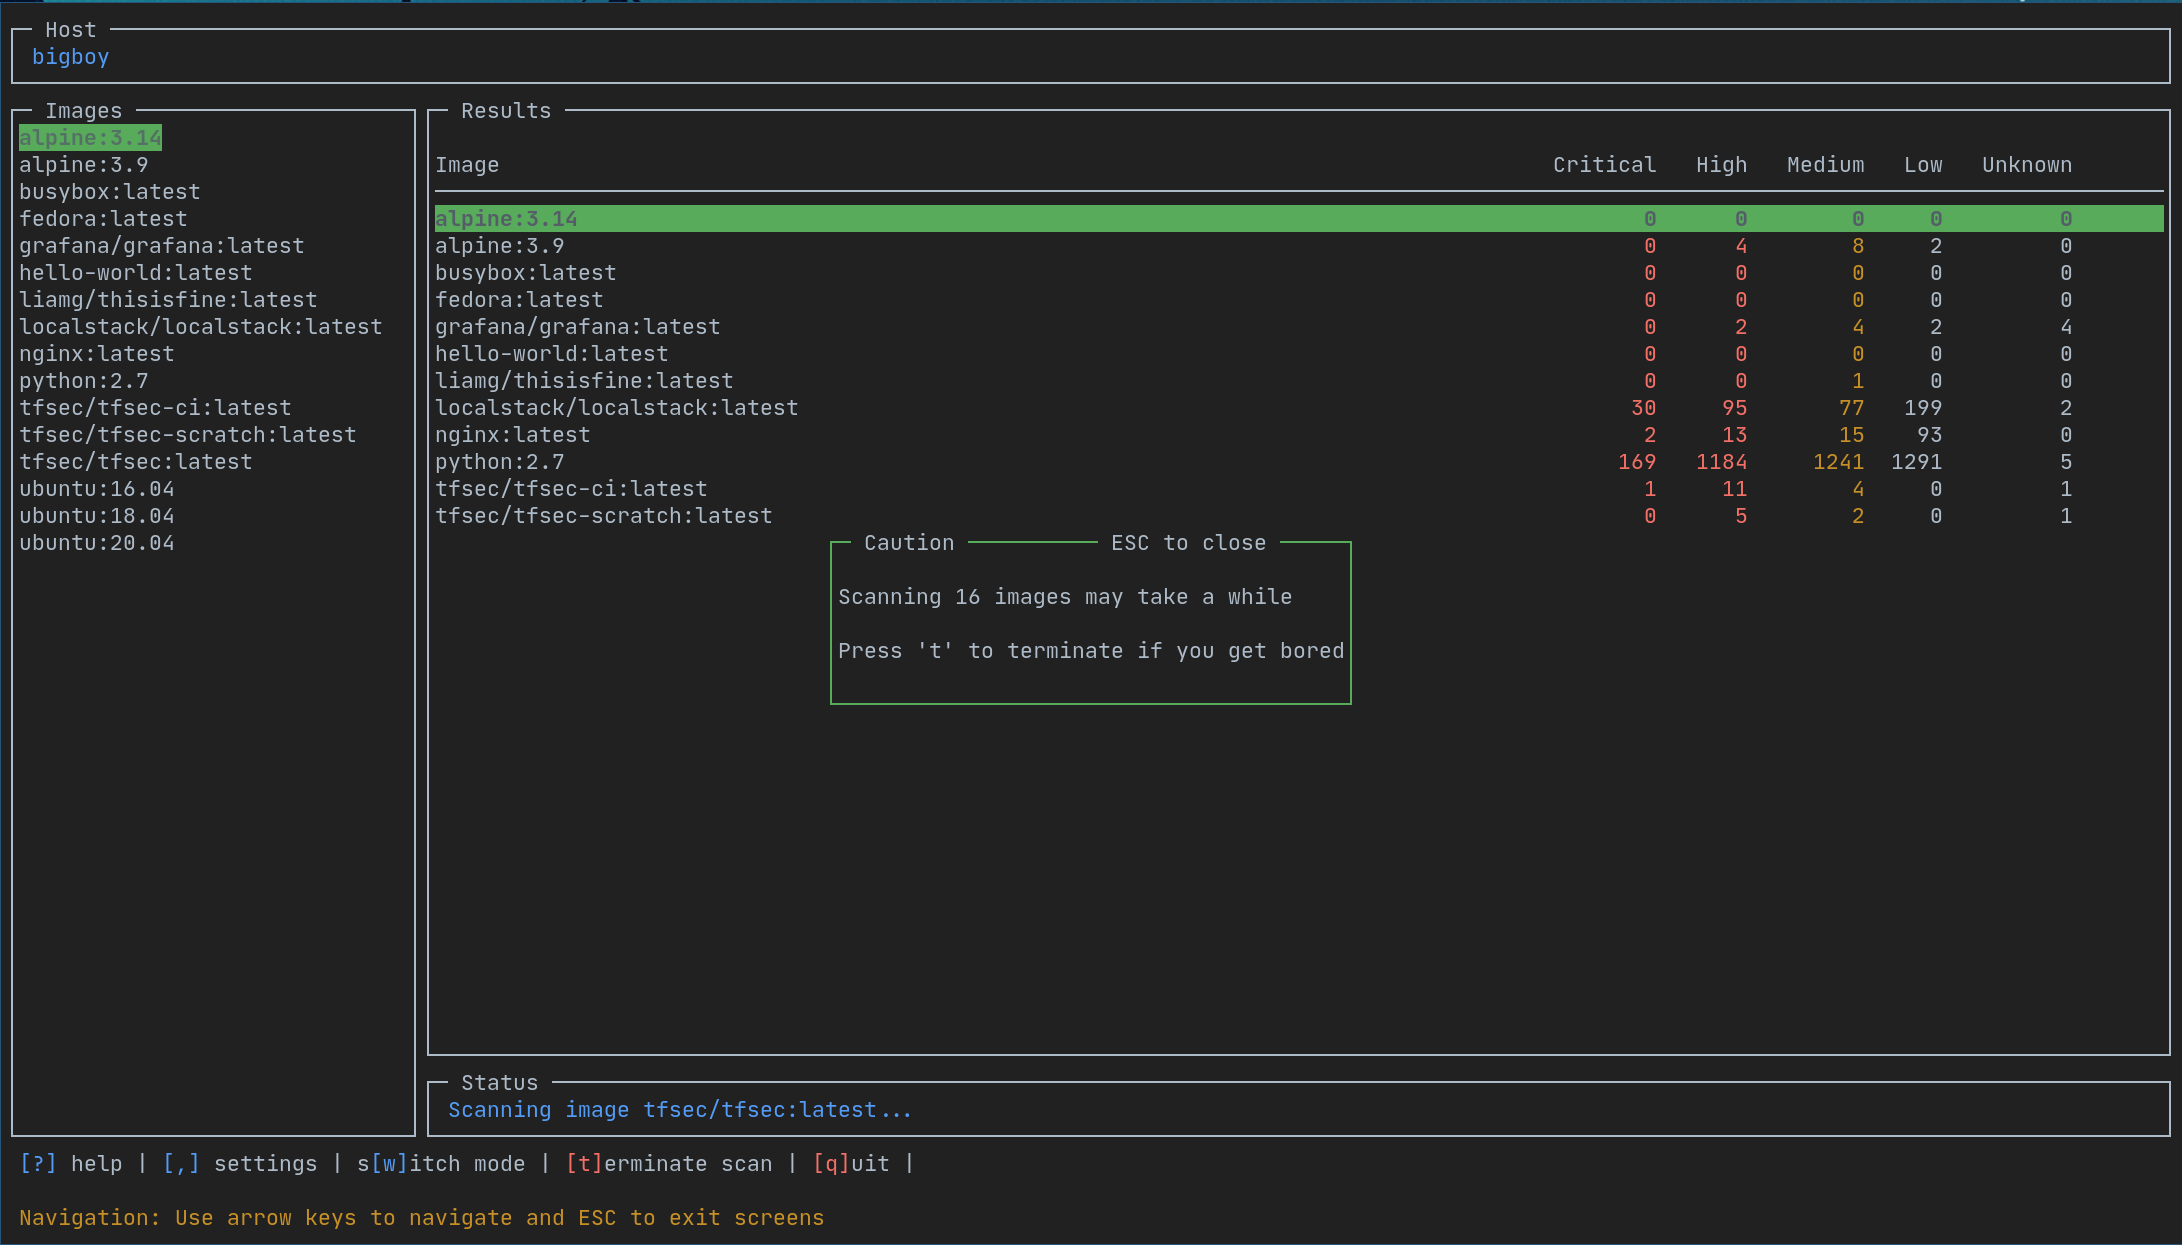 Host
bigboy
Images
alpine:3.14
alpine:3.9
busybox:latest
fedora:latest
grafana/grafana:latest
hello-world:latest
liamg/thisisfine:latest
localstack/localstack:latest
nginx:latest
python:2.7
tfsec/tfsec-ci:latest
tfsec/tfsec-scratch:latest
tfsec/tfsec:latest
ubuntu:16.04
ubuntu:18.04
ubuntu:20.04
Results
Image Critical High Medium Low Unknown
alpine:3.14 0 0 0 0 0
alpine:3.9 0 4 8 2 0
busybox:latest 0 0 0 0 0
fedora:latest 0 0 0 0 0
grafana/grafana:latest 0 2 4 2 4
hello-world:latest 0 0 0 0 0
liamg/thisisfine:latest 0 0 1 0 0
localstack/localstack:latest 30 95 77 199 2
nginx:latest 2 13 15 93 0
python:2.7 169 1184 1241 1291 5
tfsec/tfsec-ci:latest 1 11 4 0 1
tfsec/tfsec-scratch:latest 0 5 2 0 1
Caution ESC to close
Scanning 16 images may take a while
Press 't' to terminate if you get bored
Status
Scanning image tfsec/tfsec:latest...
[?] help | [,] settings | s[w]itch mode | [t]erminate scan | [q]uit |
Navigation: Use arrow keys to navigate and ESC to exit screens